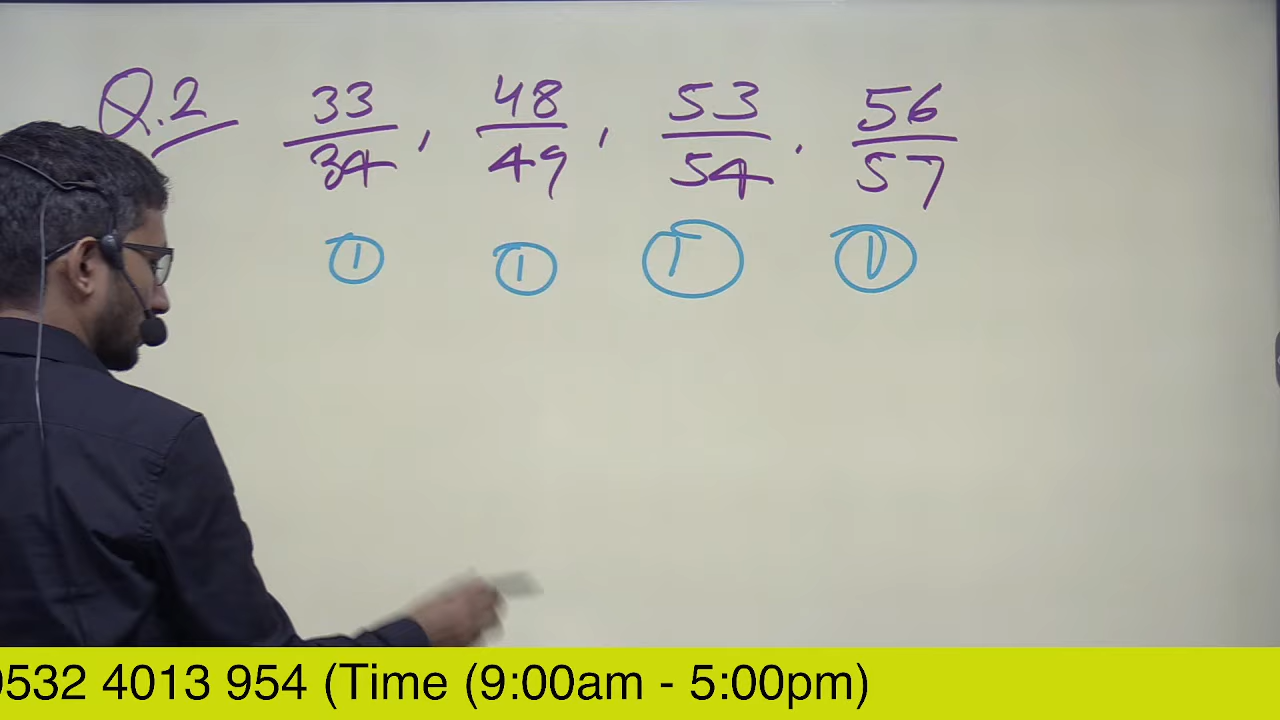 Q.2 33/34, 48/49, 53/54, 56/57
1 1 1 1
9532 4013 954 (Time (9:00am - 5:00pm)